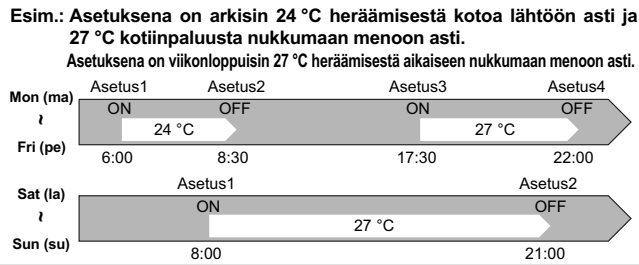 Esim.: Asetuksena on arkisin 24 °C heräämisestä kotoa lähtöön asti ja
27 °C kotiinpaluusta nukkumaan menoon asti.
Asetuksena on viikonloppuisin 27 °C heräämisestä aikaiseen nukkumaan menoon asti.
Asetus1 Asetus2 Asetus3 Asetus4
Mon (ma)
ON OFF ON OFF
~
24 °C 27 °C
Fri (pe)
6:00 8:30 17:30 22:00
Asetus1 Asetus2
Sat (la)
ON OFF
~
27 °C
Sun (su)
8:00 21:00